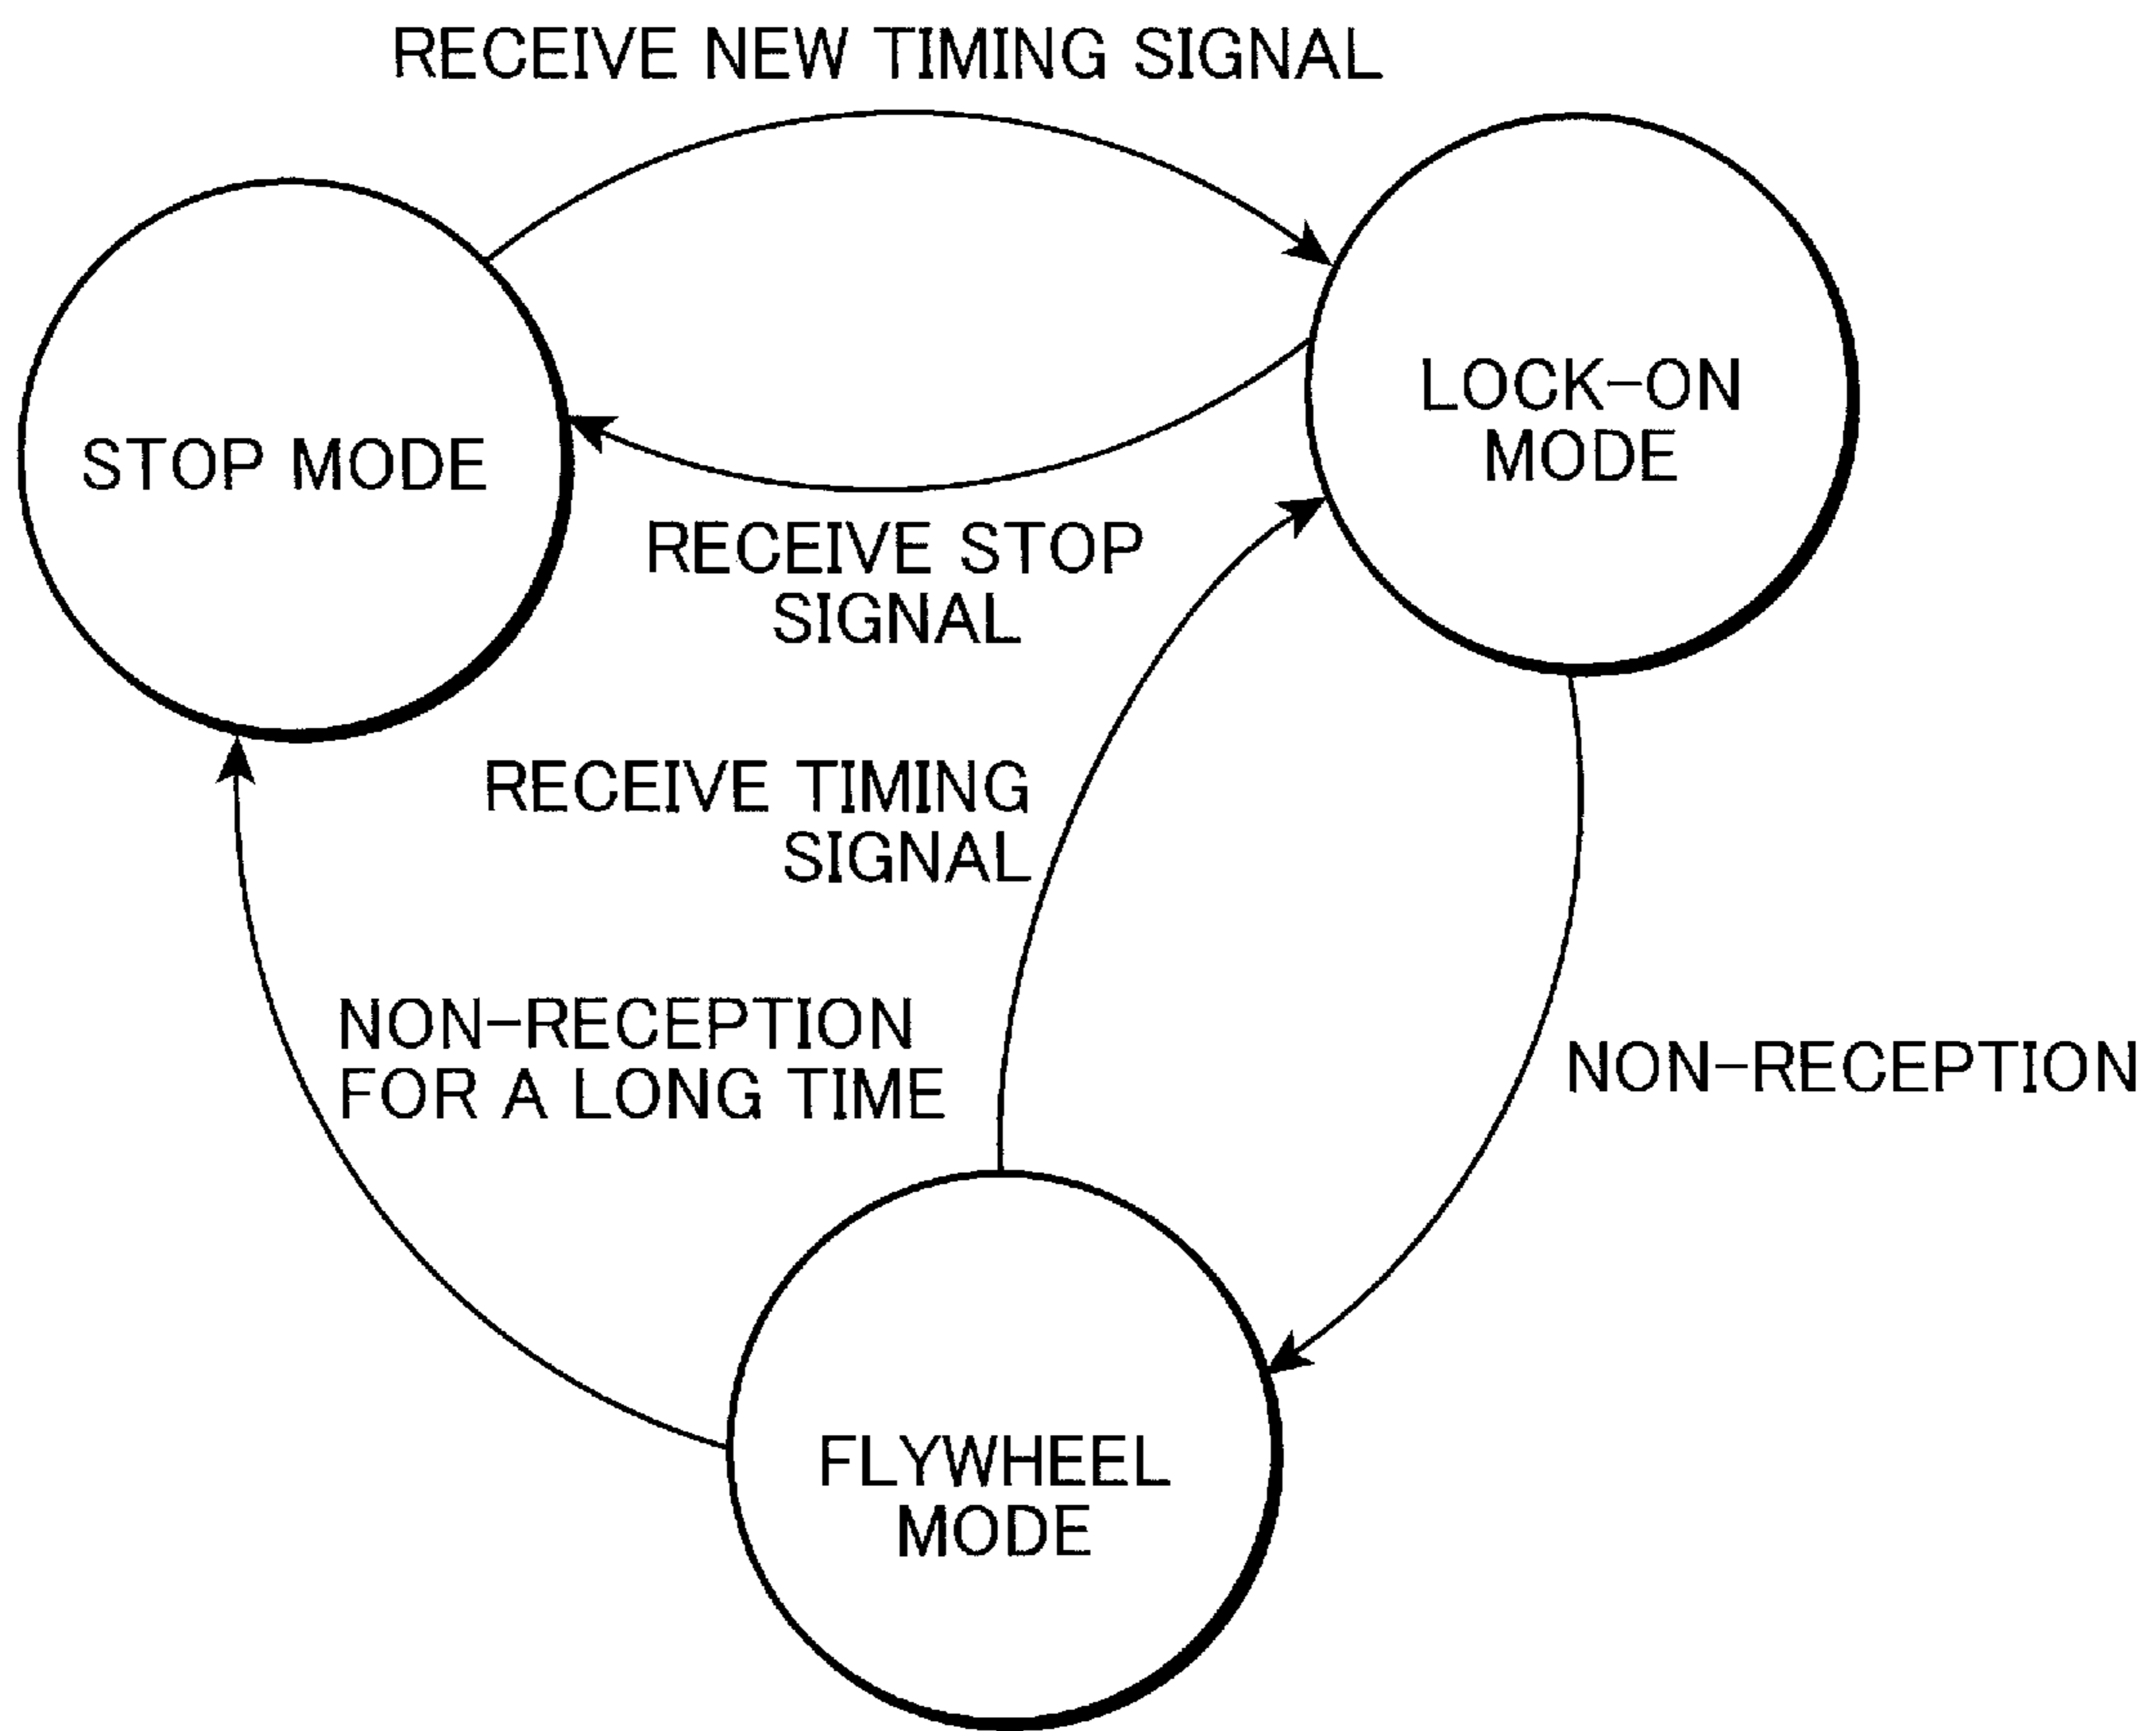 RECEIVE NEW TIMING SIGNAL
LOCK-ON
MODE
STOP MODE
RECEIVE STOP
SIGNAL
RECEIVE TIMING
SIGNAL
NON-RECEPTION
FOR A LONG TIME
NON-RECEPTION
FLYWHEEL
MODE